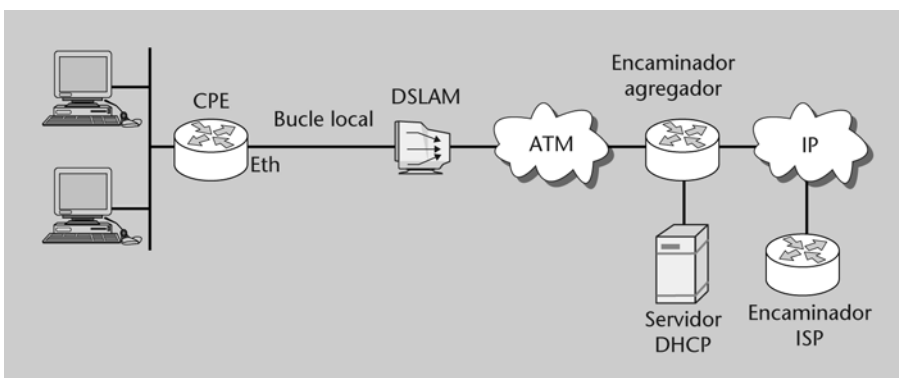 CPE
Eth
Bucle local
DSLAM
ATM
Encaminador
agregador
IP
Servidor
DHCP
Encaminador
ISP